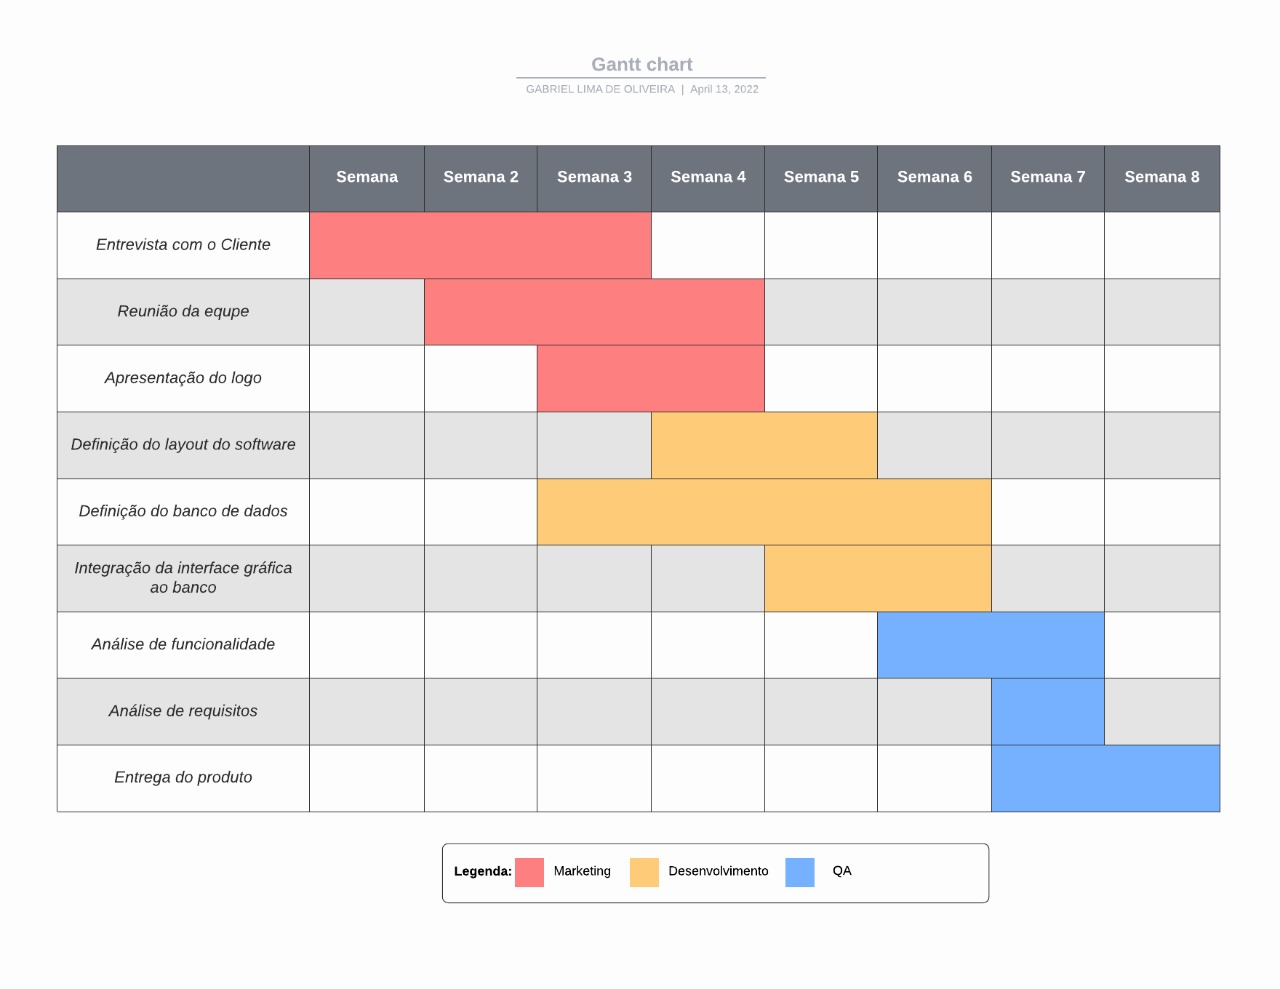 Gantt chart
GABRIEL LIMA DE OLIVEIRA | April 13, 2022
Semana Semana 2 Semana 3 Semana 4 Semana 5 Semana 6 Semana 7 Semana 8
Entrevista com o Cliente
Reunião da equpe
Apresentação do logo
Definição do layout do software
Definição do banco de dados
Integração da interface gráfica
ao banco
Análise de funcionalidade
Análise de requisitos
Entrega do produto
Legenda: Marketing Desenvolvimento QA